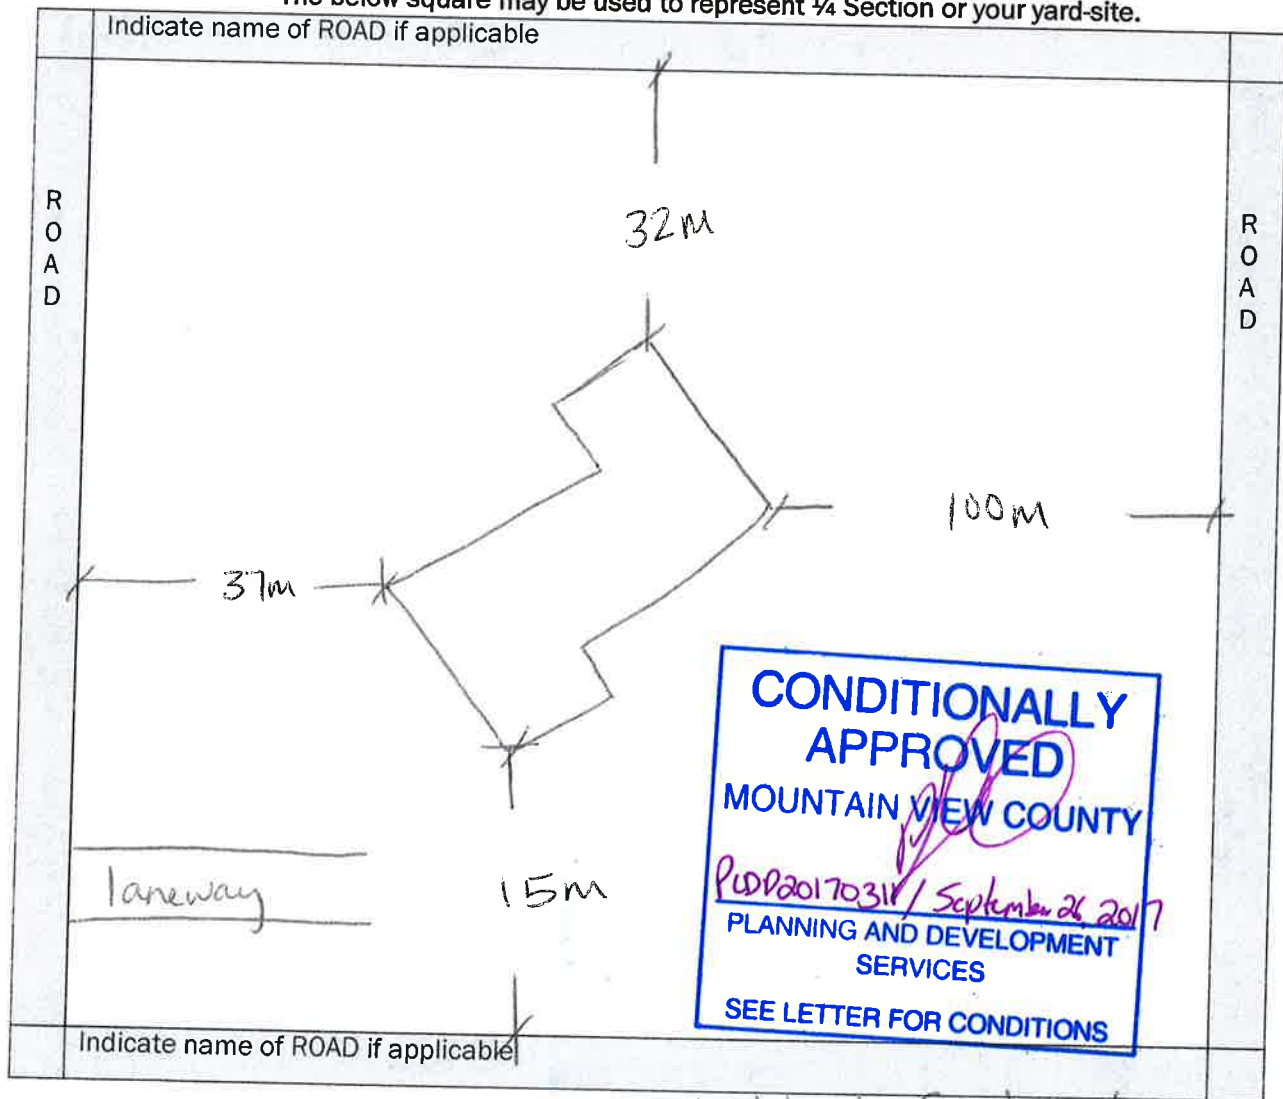 The below square may be used to represent ¼ Section or your yard-site.
Indicate name of ROAD if applicable
ROAD
ROAD
32m
100m
37m
15m
laneway
CONDITIONALLY
APPROVED
MOUNTAIN VIEW COUNTY
September 26, 2017
PLANNING AND DEVELOPMENT
SERVICES
SEE LETTER FOR CONDITIONS
Indicate name of ROAD if applicable